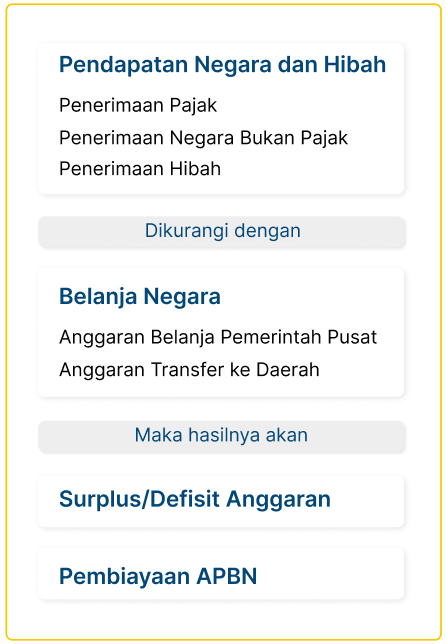 Pendapatan Negara dan Hibah
Penerimaan Pajak
Penerimaan Negara Bukan Pajak
Penerimaan Hibah
Dikurangi dengan
Belanja Negara
Anggaran Belanja Pemerintah Pusat
Anggaran Transfer ke Daerah
Maka hasilnya akan
Surplus/Defisit Anggaran
Pembiayaan APBN